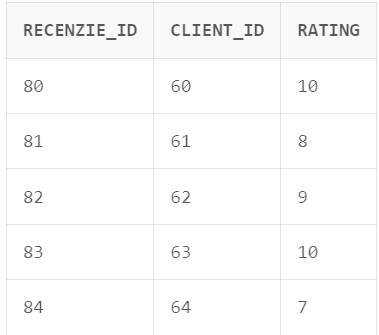 RECENZIE_ID CLIENT_ID RATING
80 60 10
81 61 8
82 62 9
83 63 10
84 64 7